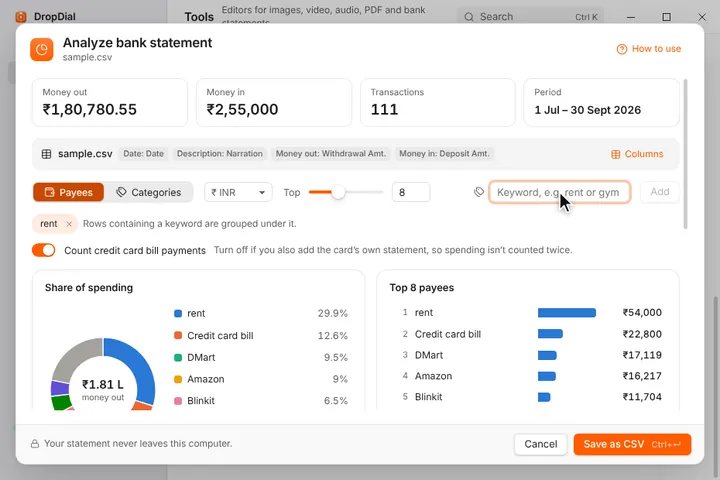 DropDial
Tools
Editors for images, video, audio, PDF and bank
statements
Search
Ctrl K
Analyze bank statement
sample.csv
How to use
Money out
₹1,80,780.55
Money in
₹2,55,000
Transactions
111
Period
1 Jul – 30 Sept 2026
sample.csv
Date: Date
Description: Narration
Money out: Withdrawal Amt.
Money in: Deposit Amt.
Columns
Payees
Categories
₹ INR
Top
8
Keyword, e.g. rent or gym
Add
rent ×
Rows containing a keyword are grouped under it.
Count credit card bill payments
Turn off if you also add the card's own statement, so spending isn't counted twice.
Share of spending
rent 29.9%
Credit card bill 12.6%
DMart 9.5%
Amazon 9%
Blinkit 6.5%
₹1.81 L
money out
Top 8 payees
1 rent ₹54,000
2 Credit card bill ₹22,800
3 DMart ₹17,119
4 Amazon ₹16,217
5 Blinkit ₹11,704
Your statement never leaves this computer.
Cancel
Save as CSV Ctrl+↵